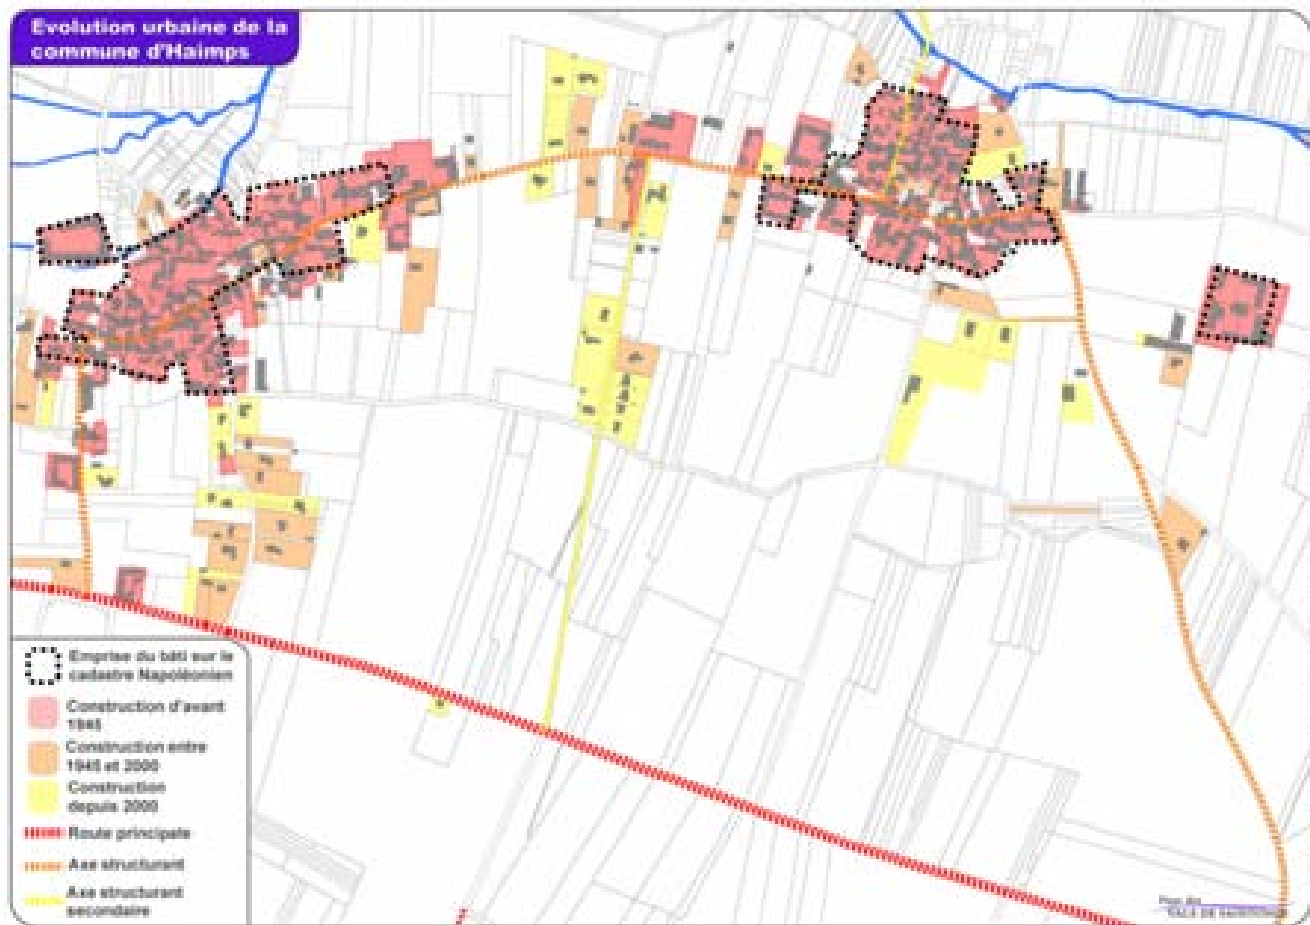 Evolution urbaine de la
commune d'Haimps
Emprise du bâti sur le
cadastre Napoléonien
Construction d'avant
1945
Construction entre
1945 et 2000
Construction
depuis 2000
Route principale
Axe structurant
Axe structurant
secondaire